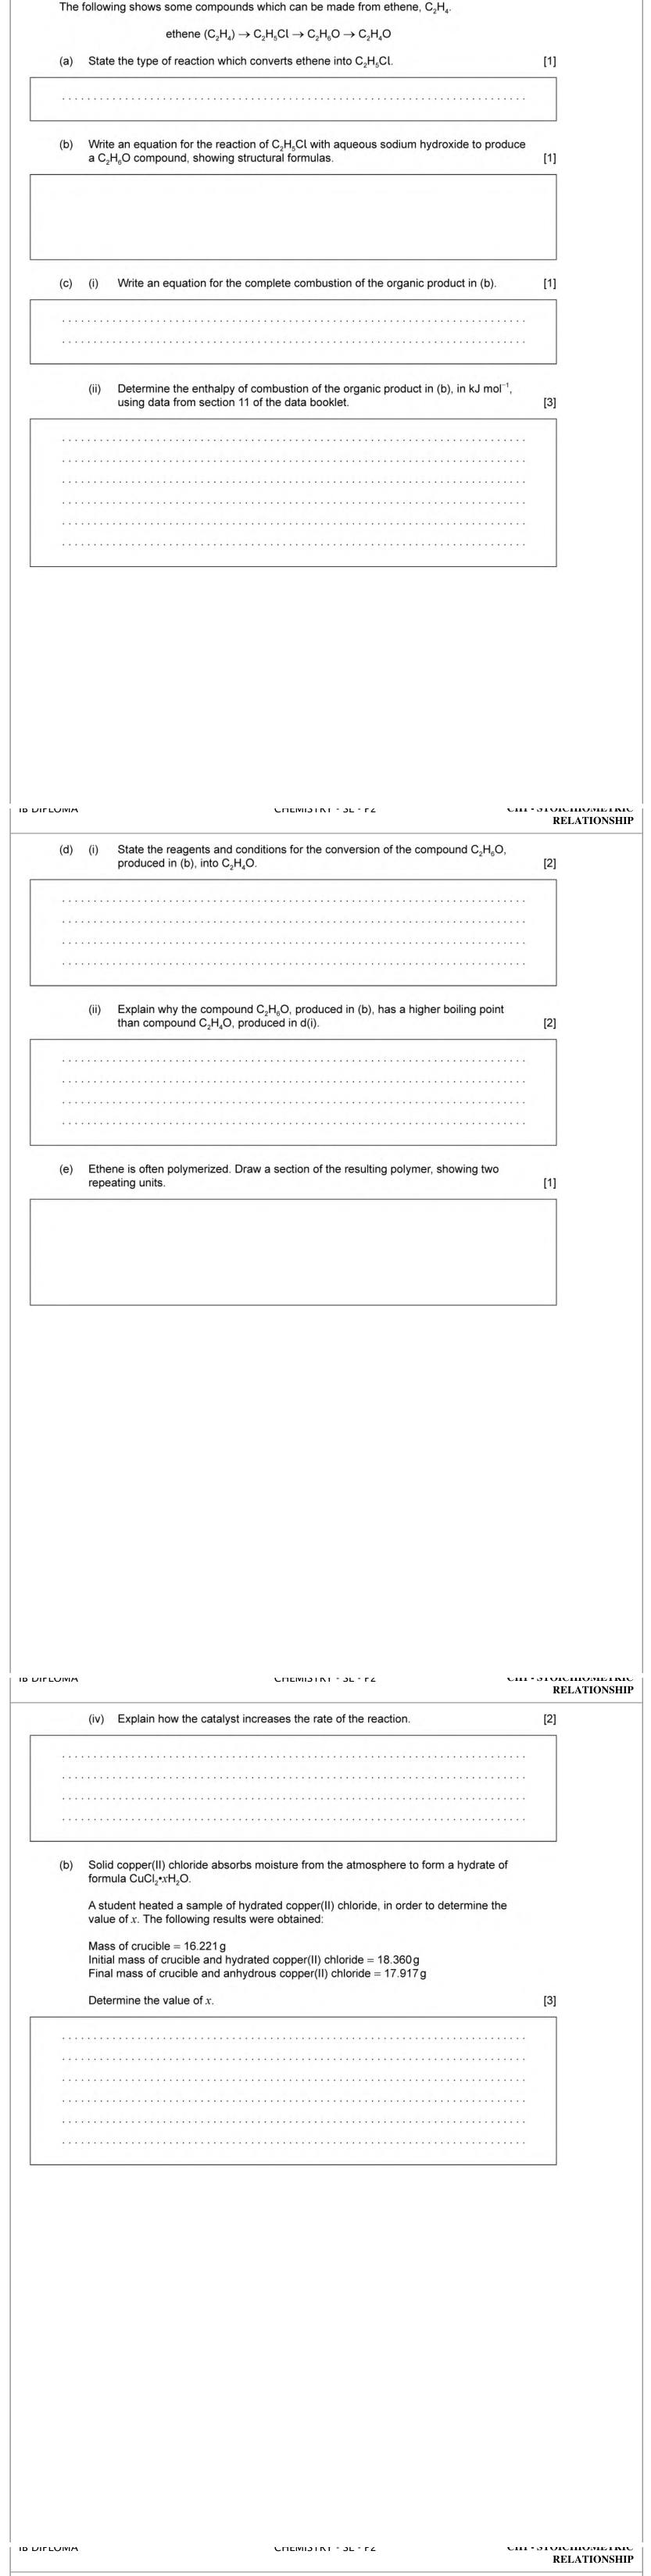 The following shows some compounds which can be made from ethene, C₂H₄.
ethene (C₂H₄) → C₂H₅Cl → C₂H₆O → C₂H₄O
(a) State the type of reaction which converts ethene into C₂H₅Cl. [1]
(b) Write an equation for the reaction of C₂H₅Cl with aqueous sodium hydroxide to produce
a C₂H₆O compound, showing structural formulas. [1]
(c) (i) Write an equation for the complete combustion of the organic product in (b). [1]
(ii) Determine the enthalpy of combustion of the organic product in (b), in kJ mol⁻¹,
using data from section 11 of the data booklet. [3]
IB DIPLOMA CHEMISTRY - SL - P2 CH1 - STOICHIOMETRIC
RELATIONSHIP
(d) (i) State the reagents and conditions for the conversion of the compound C₂H₆O,
produced in (b), into C₂H₄O. [2]
(ii) Explain why the compound C₂H₆O, produced in (b), has a higher boiling point
than compound C₂H₄O, produced in d(i). [2]
(e) Ethene is often polymerized. Draw a section of the resulting polymer, showing two
repeating units. [1]
IB DIPLOMA CHEMISTRY - SL - P2 CH1 - STOICHIOMETRIC
RELATIONSHIP
(iv) Explain how the catalyst increases the rate of the reaction. [2]
(b) Solid copper(II) chloride absorbs moisture from the atmosphere to form a hydrate of
formula CuCl₂•xH₂O.
A student heated a sample of hydrated copper(II) chloride, in order to determine the
value of x. The following results were obtained:
Mass of crucible = 16.221 g
Initial mass of crucible and hydrated copper(II) chloride = 18.360 g
Final mass of crucible and anhydrous copper(II) chloride = 17.917 g
Determine the value of x. [3]
IB DIPLOMA CHEMISTRY - SL - P2 CH1 - STOICHIOMETRIC
RELATIONSHIP